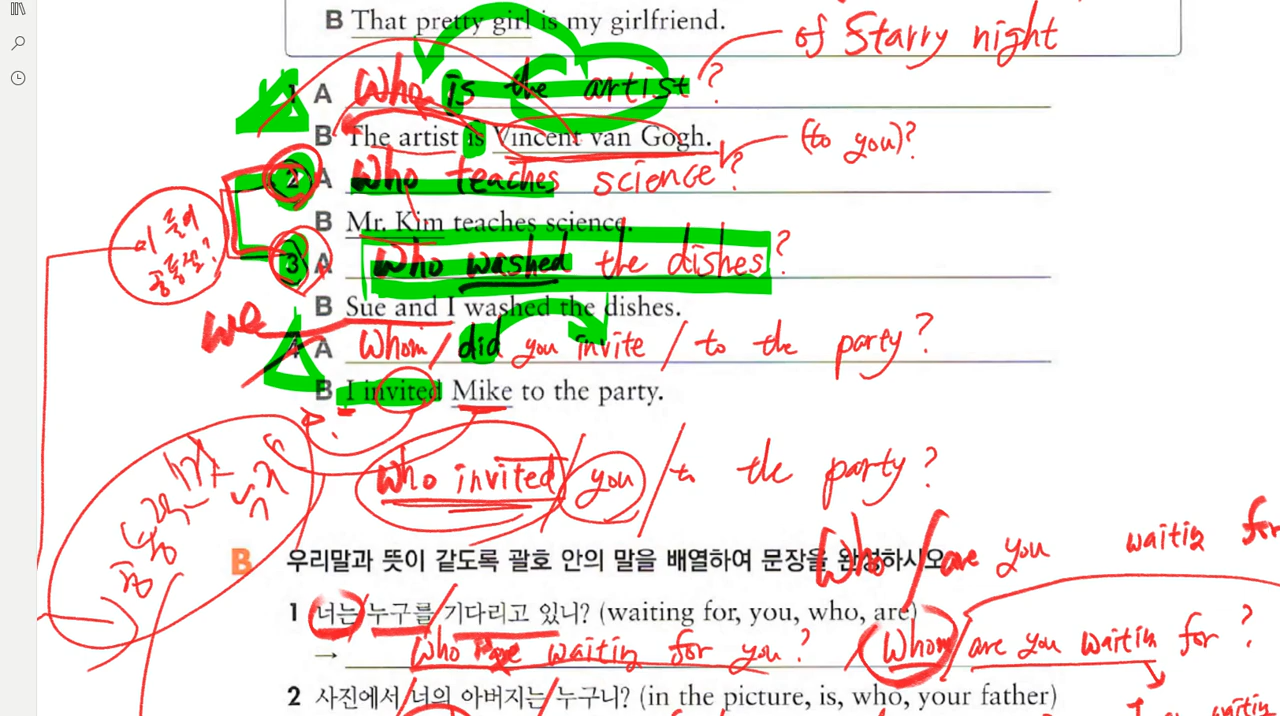 B That pretty girl is my girlfriend.
of Starry night
1 A Who is the artist?
B The artist is Vincent van Gogh.
(to you)?
2 A Who teaches science?
B Mr. Kim teaches science.
이 둘의
공통점?
3 A Who washed the dishes?
B Sue and I washed the dishes.
we
4 A Whom / did you invite / to the party?
B I invited Mike to the party.
who invited / you / to the party?
Who / are you waitin for
B 우리말과 뜻이 같도록 괄호 안의 말을 배열하여 문장을 완성하시오
1 너는 / 누구를 / 기다리고 있니? (waiting for, you, who, are)
→ Who are waitin for you? / Whom / are you waitin for?
2 사진에서 / 너의 아버지는 / 누구니? (in the picture, is, who, your father)